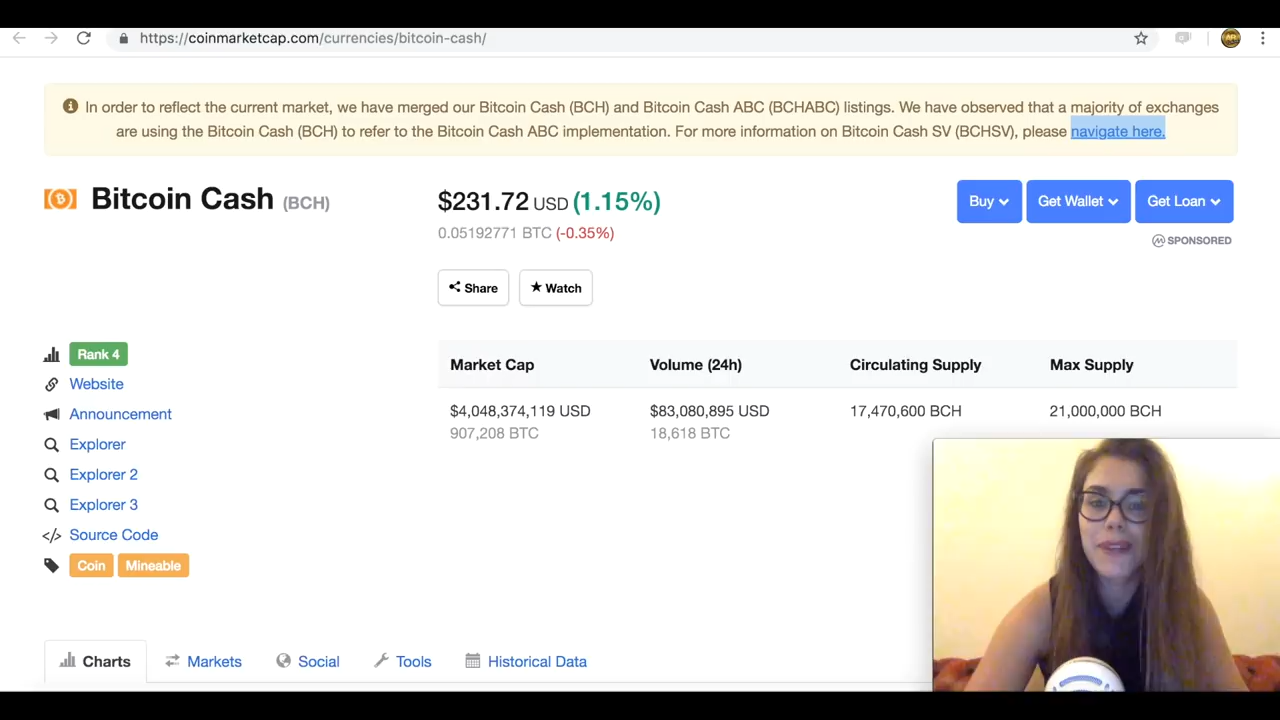 https://coinmarketcap.com/currencies/bitcoin-cash/
In order to reflect the current market, we have merged our Bitcoin Cash (BCH) and Bitcoin Cash ABC (BCHABC) listings. We have observed that a majority of exchanges
are using the Bitcoin Cash (BCH) to refer to the Bitcoin Cash ABC implementation. For more information on Bitcoin Cash SV (BCHSV), please navigate here.
Bitcoin Cash (BCH)
$231.72 USD (1.15%)
0.05192771 BTC (-0.35%)
Buy
Get Wallet
Get Loan
SPONSORED
Share
Watch
Rank 4
Website
Announcement
Explorer
Explorer 2
Explorer 3
Source Code
Coin Mineable
Market Cap Volume (24h) Circulating Supply Max Supply
$4,048,374,119 USD $83,080,895 USD 17,470,600 BCH 21,000,000 BCH
907,208 BTC 18,618 BTC
Charts Markets Social Tools Historical Data